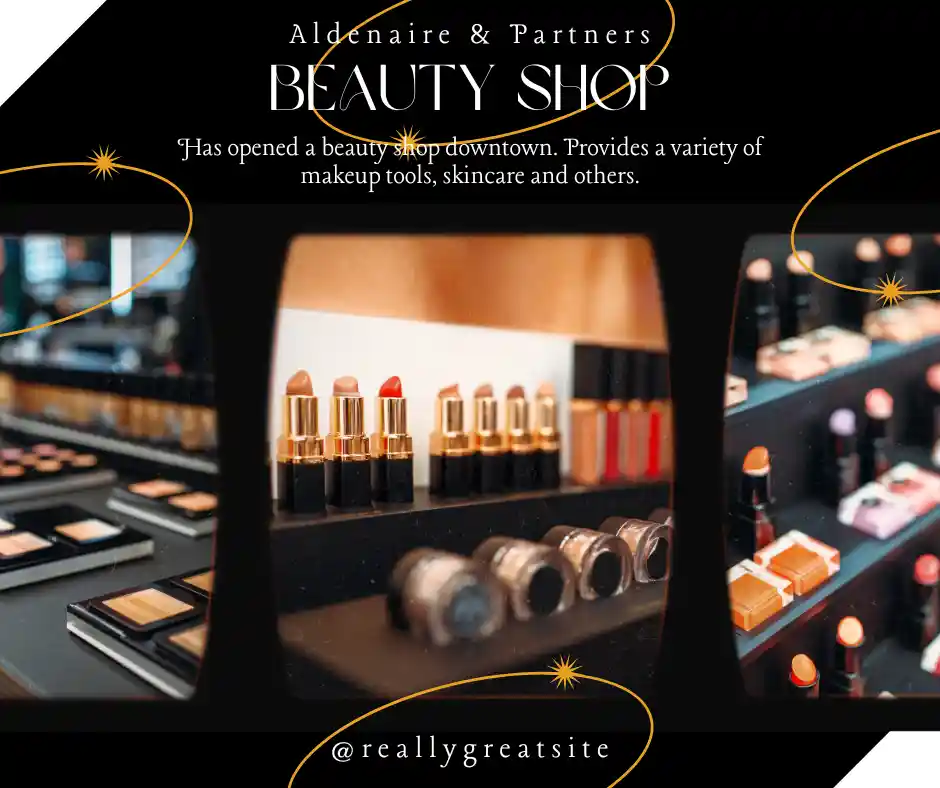 Aldenaire & Partners
BEAUTY SHOP
Has opened a beauty shop downtown. Provides a variety of
makeup tools, skincare and others.
@reallygreatsite